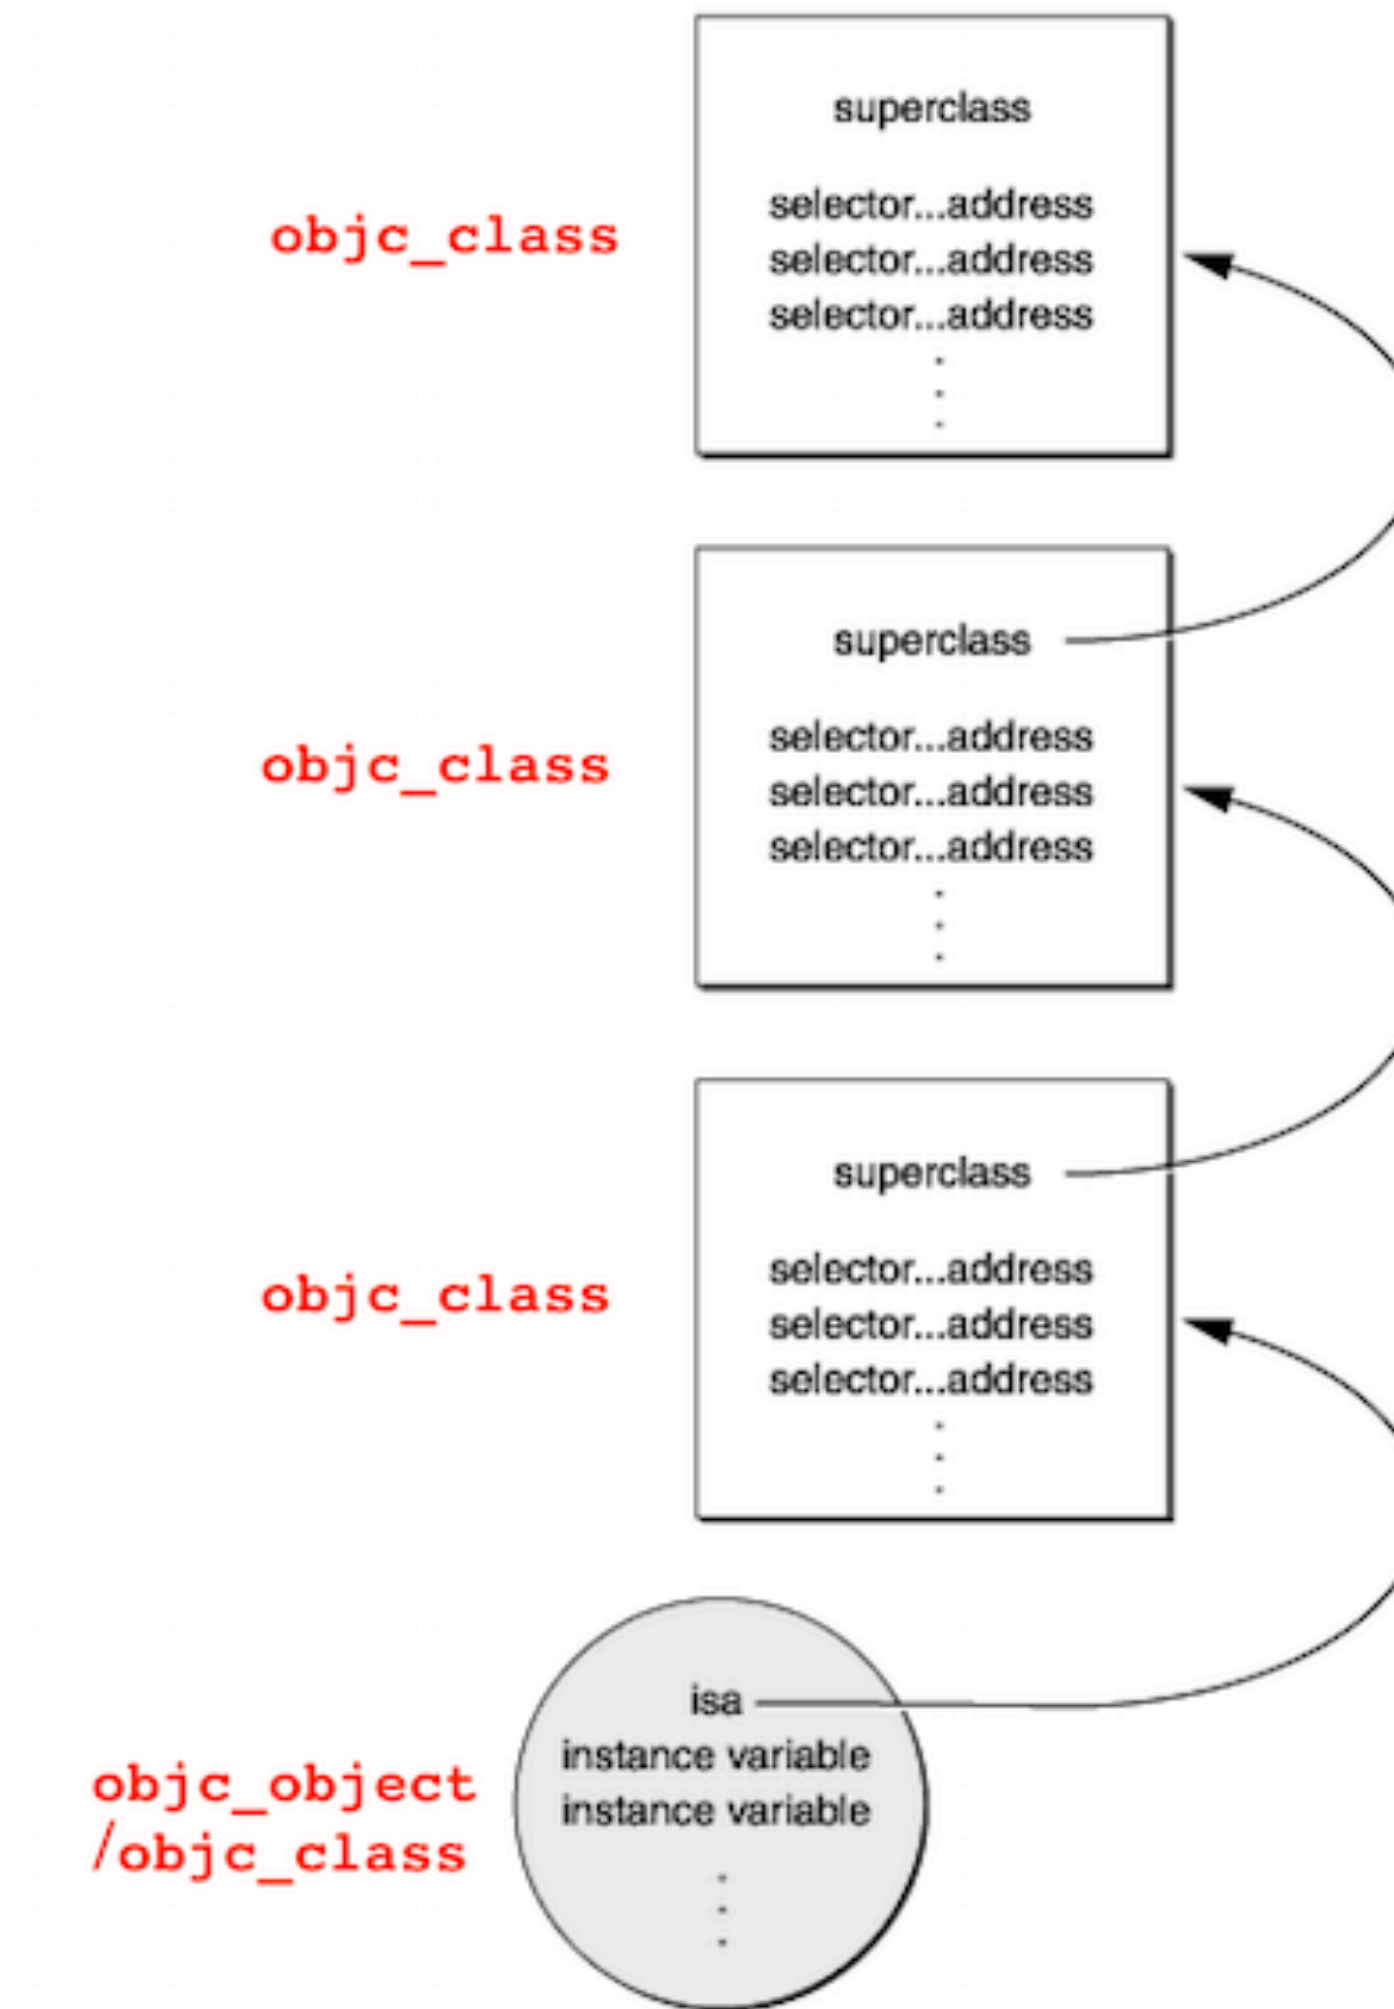 superclass
objc_class
selector...address
selector...address
selector...address
.
.
.
superclass
objc_class
selector...address
selector...address
selector...address
.
.
.
superclass
objc_class
selector...address
selector...address
selector...address
.
.
.
isa
instance variable
instance variable
.
.
.
objc_object
/objc_class